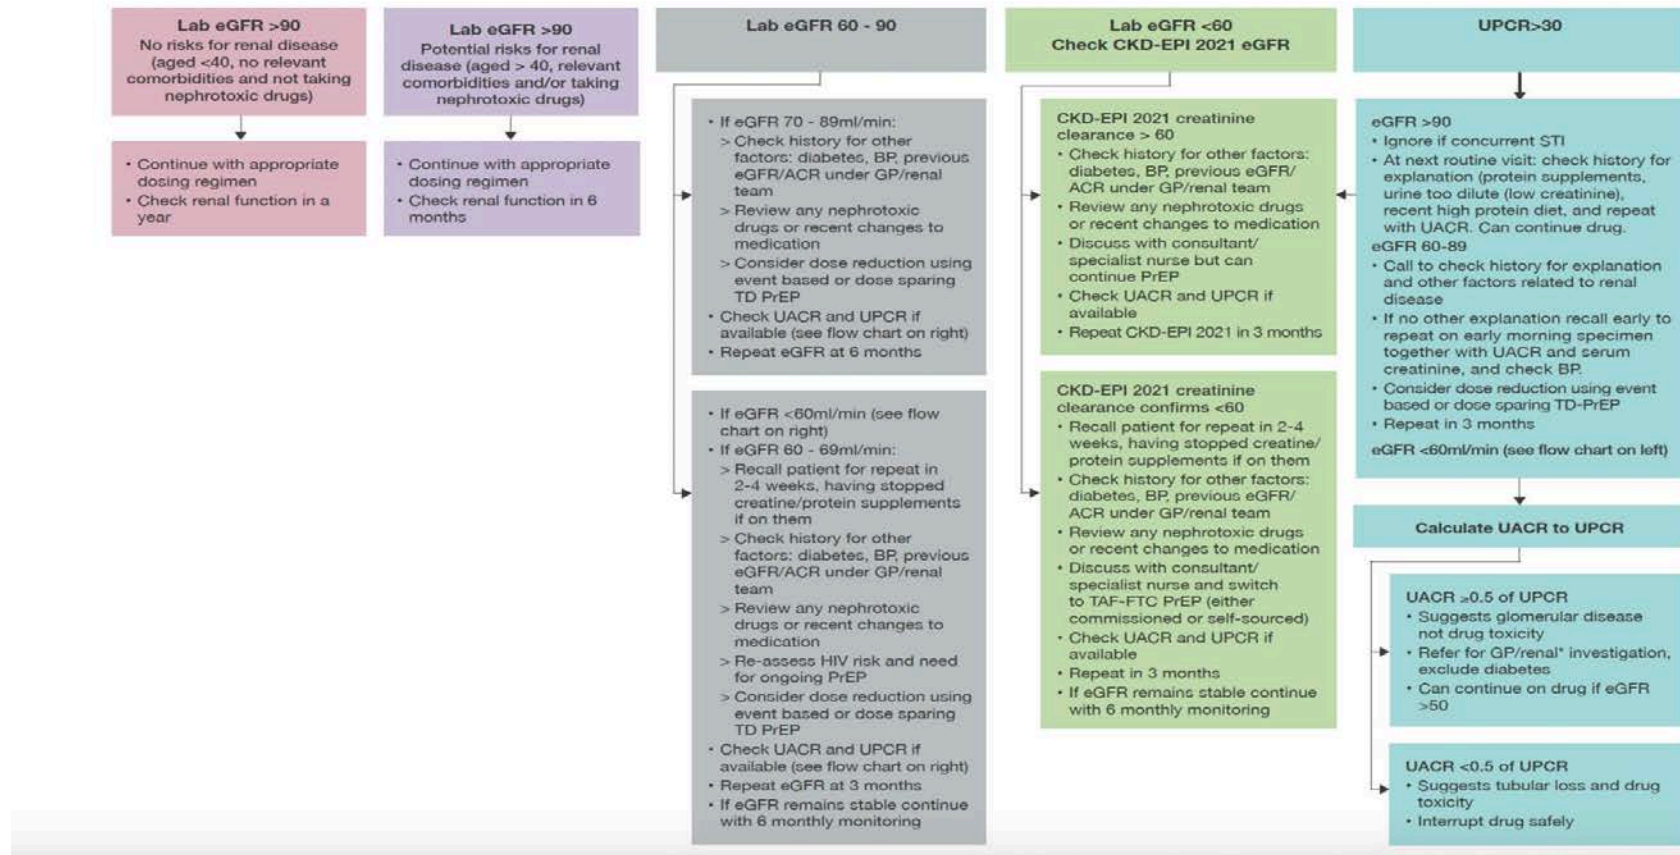 Lab eGFR >90
No risks for renal disease
(aged <40, no relevant
comorbidities and not taking
nephrotoxic drugs)
• Continue with appropriate
dosing regimen
• Check renal function in a
year
Lab eGFR >90
Potential risks for renal
disease (aged > 40, relevant
comorbidities and/or taking
nephrotoxic drugs)
• Continue with appropriate
dosing regimen
• Check renal function in 6
months
Lab eGFR 60 - 90
• If eGFR 70 - 89ml/min:
> Check history for other
factors: diabetes, BP, previous
eGFR/ACR under GP/renal
team
> Review any nephrotoxic
drugs or recent changes to
medication
> Consider dose reduction using
event based or dose sparing
TD PrEP
• Check UACR and UPCR if
available (see flow chart on right)
• Repeat eGFR at 6 months
• If eGFR <60ml/min (see flow
chart on right)
• If eGFR 60 - 69ml/min:
> Recall patient for repeat in
2-4 weeks, having stopped
creatine/protein supplements
if on them
> Check history for other
factors: diabetes, BP, previous
eGFR/ACR under GP/renal
team
> Review any nephrotoxic
drugs or recent changes to
medication
> Re-assess HIV risk and need
for ongoing PrEP
> Consider dose reduction using
event based or dose sparing
TD PrEP
• Check UACR and UPCR if
available (see flow chart on right)
• Repeat eGFR at 3 months
• If eGFR remains stable continue
with 6 monthly monitoring
Lab eGFR <60
Check CKD-EPI 2021 eGFR
CKD-EPI 2021 creatinine
clearance > 60
• Check history for other factors:
diabetes, BP, previous eGFR/
ACR under GP/renal team
• Review any nephrotoxic drugs
or recent changes to medication
• Discuss with consultant/
specialist nurse but can
continue PrEP
• Check UACR and UPCR if
available
• Repeat CKD-EPI 2021 in 3 months
CKD-EPI 2021 creatinine
clearance confirms <60
• Recall patient for repeat in 2-4
weeks, having stopped creatine/
protein supplements if on them
• Check history for other factors:
diabetes, BP, previous eGFR/
ACR under GP/renal team
• Review any nephrotoxic drugs
or recent changes to medication
• Discuss with consultant/
specialist nurse and switch
to TAF-FTC PrEP (either
commissioned or self-sourced)
• Check UACR and UPCR if
available
• Repeat in 3 months
• If eGFR remains stable continue
with 6 monthly monitoring
UPCR>30
eGFR >90
• Ignore if concurrent STI
• At next routine visit: check history for
explanation (protein supplements,
urine too dilute (low creatinine),
recent high protein diet, and repeat
with UACR. Can continue drug.
eGFR 60-89
• Call to check history for explanation
and other factors related to renal
disease
• If no other explanation recall early to
repeat on early morning specimen
together with UACR and serum
creatinine, and check BP.
• Consider dose reduction using event
based or dose sparing TD-PrEP
• Repeat in 3 months
eGFR <60ml/min (see flow chart on left)
Calculate UACR to UPCR
UACR ≥0.5 of UPCR
• Suggests glomerular disease
not drug toxicity
• Refer for GP/renal* investigation,
exclude diabetes
• Can continue on drug if eGFR
>50
UACR <0.5 of UPCR
• Suggests tubular loss and drug
toxicity
• Interrupt drug safely